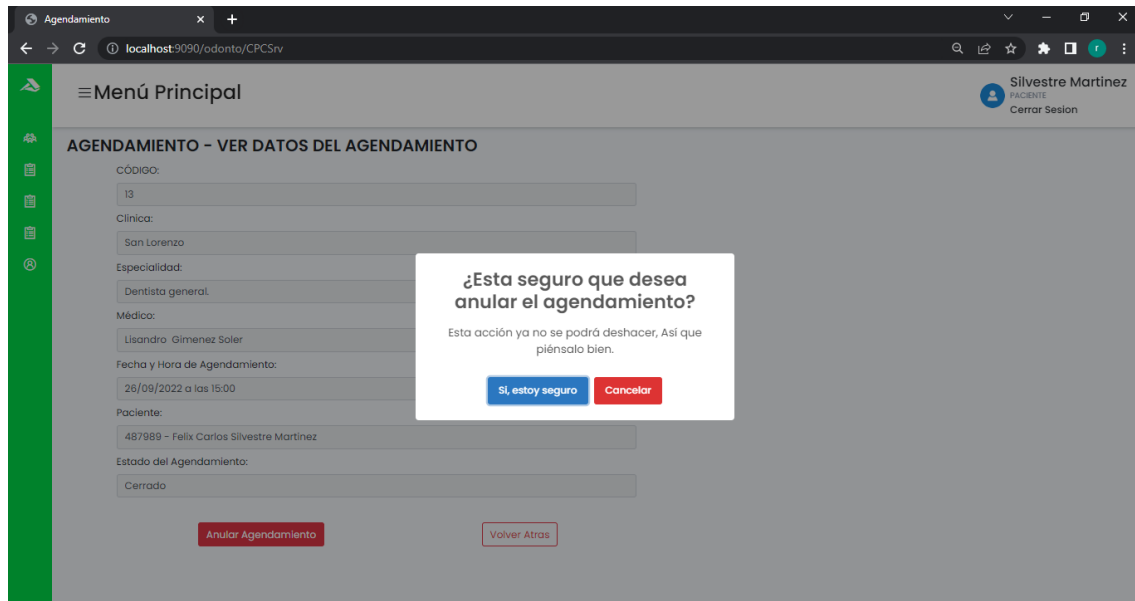 Agendamiento
localhost:9090/odonto/CPCSrv
r
Menú Principal
Silvestre Martinez
PACIENTE
Cerrar Sesion
AGENDAMIENTO - VER DATOS DEL AGENDAMIENTO
CÓDIGO:
13
Clinica:
San Lorenzo
Especialidad:
Dentista general.
Médico:
Lisandro Gimenez Soler
Fecha y Hora de Agendamiento:
26/09/2022 a las 15:00
Paciente:
487989 - Felix Carlos Silvestre Martinez
Estado del Agendamiento:
Cerrado
Anular Agendamiento
Volver Atras
¿Esta seguro que desea
anular el agendamiento?
Esta acción ya no se podrá deshacer, Así que
piénsalo bien.
Si, estoy seguro
Cancelar